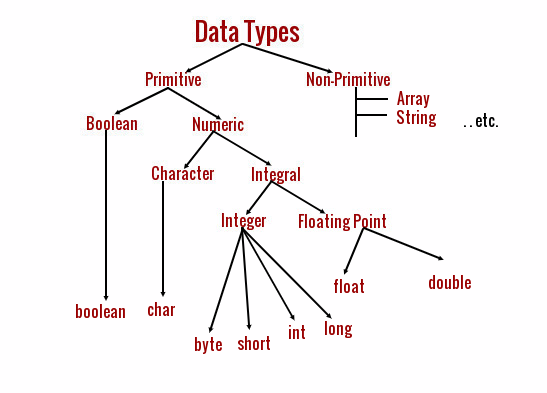 Data Types
Primitive Non-Primitive
Array
String ..etc.
Boolean Numeric
Character Integral
Integer Floating Point
float double
boolean char
byte short int long